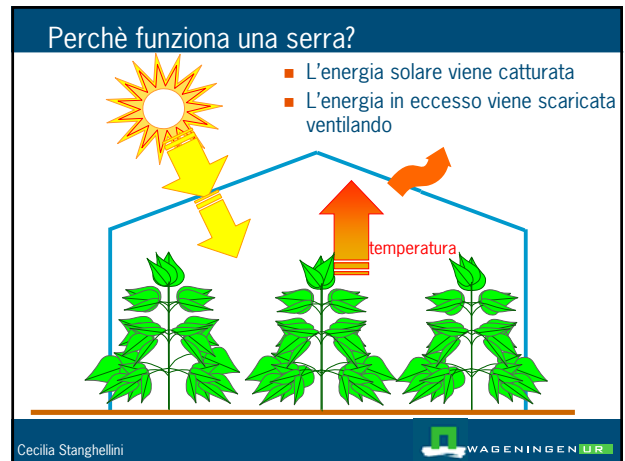 Perchè funziona una serra?
L'energia solare viene catturata
L'energia in eccesso viene scaricata
ventilando
temperatura
Cecilia Stanghellini
WAGENINGEN UR